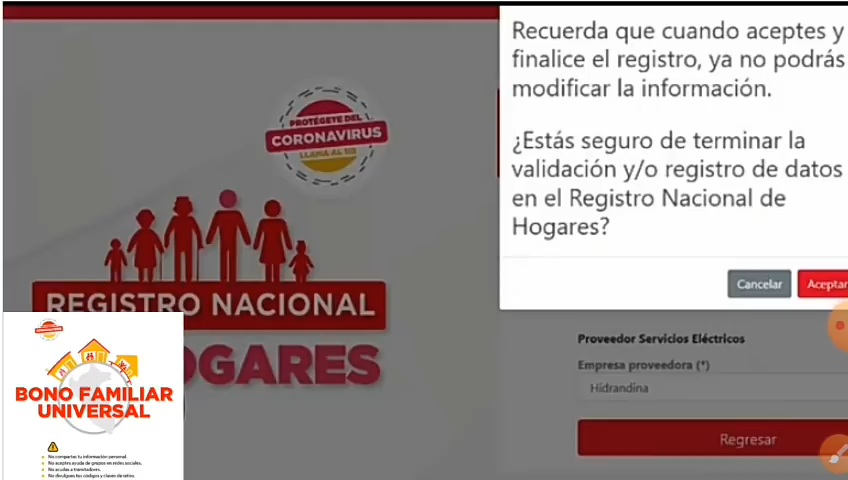 PROTÉGETE DEL
CORONAVIRUS
LLAMA AL 113
REGISTRO NACIONAL
HOGARES
Recuerda que cuando aceptes y
finalice el registro, ya no podrás
modificar la información.
¿Estás seguro de terminar la
validación y/o registro de datos
en el Registro Nacional de
Hogares?
Cancelar
Aceptar
Proveedor Servicios Eléctricos
Empresa proveedora (*)
Hidrandina
Regresar
CORONAVIRUS
BONO FAMILIAR
UNIVERSAL
No compartas tu información personal.
No aceptes ayuda de grupos en redes sociales.
No acudas a tramitadores.
No divulgues tus códigos y claves de retiro.